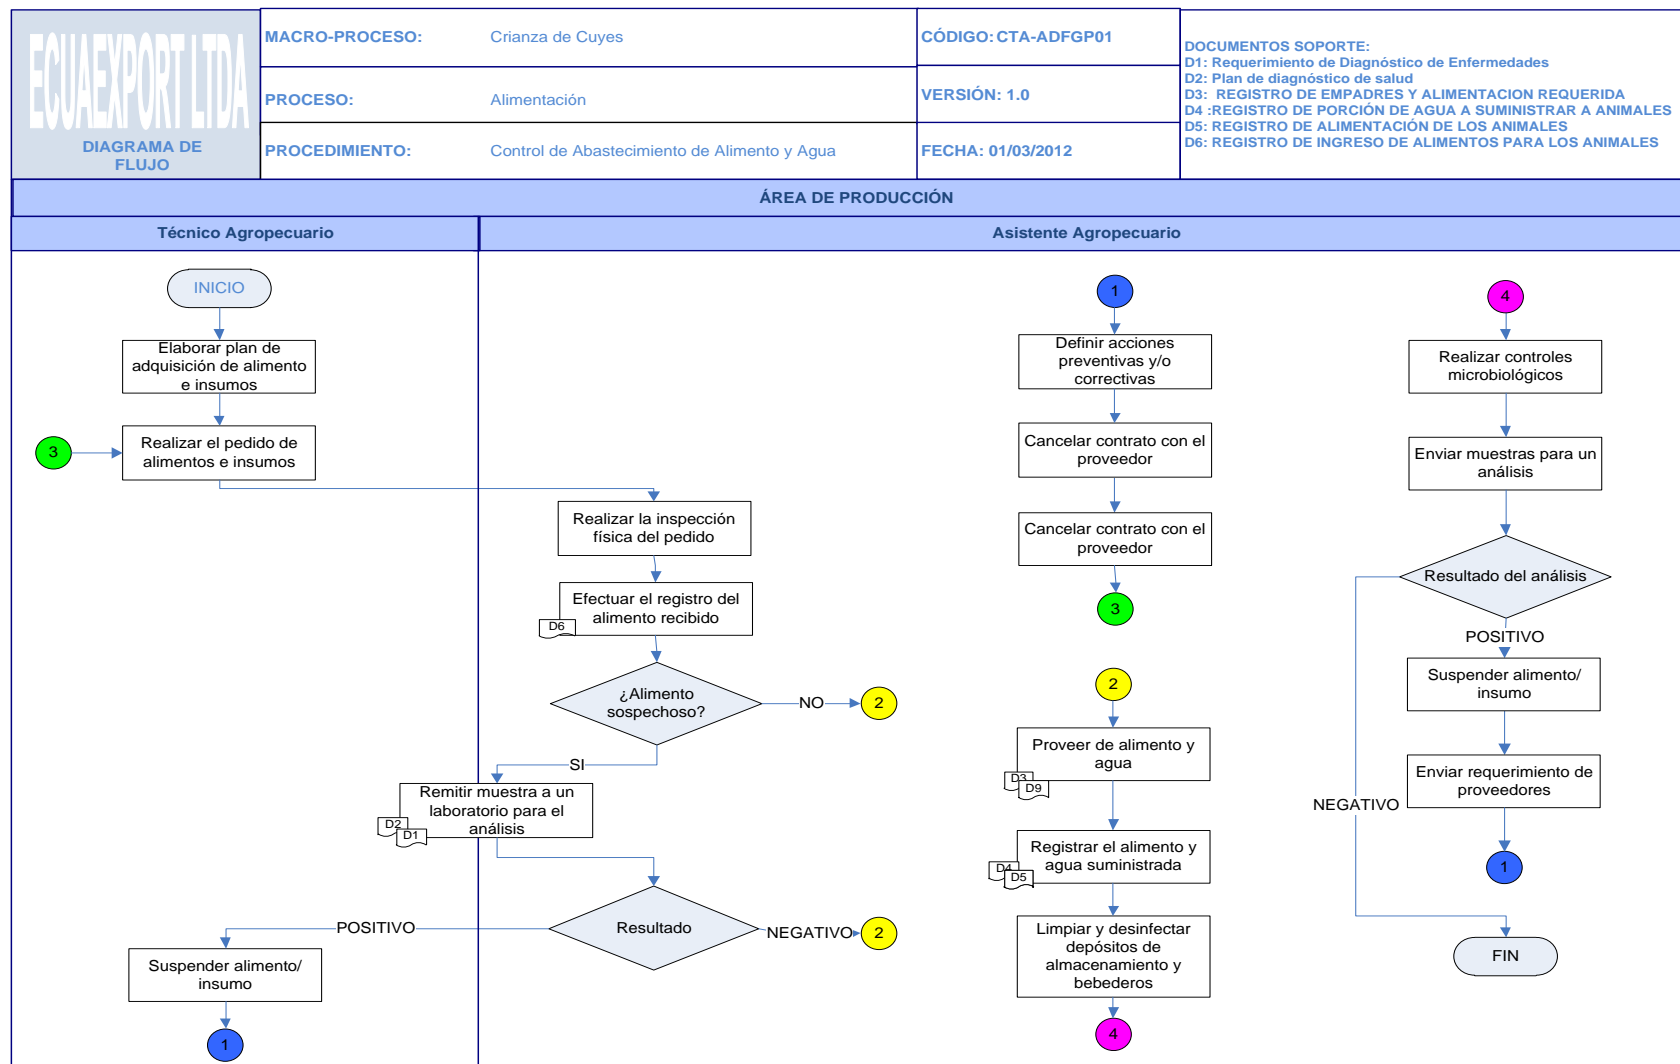 ECUAEXPORT LTDA
DIAGRAMA DE
FLUJO
MACRO-PROCESO:
Crianza de Cuyes
CÓDIGO: CTA-ADFGP01
PROCESO:
Alimentación
VERSIÓN: 1.0
PROCEDIMIENTO:
Control de Abastecimiento de Alimento y Agua
FECHA: 01/03/2012
DOCUMENTOS SOPORTE:
D1: Requerimiento de Diagnóstico de Enfermedades
D2: Plan de diagnóstico de salud
D3: REGISTRO DE EMPADRES Y ALIMENTACION REQUERIDA
D4 :REGISTRO DE PORCIÓN DE AGUA A SUMINISTRAR A ANIMALES
D5: REGISTRO DE ALIMENTACIÓN DE LOS ANIMALES
D6: REGISTRO DE INGRESO DE ALIMENTOS PARA LOS ANIMALES
ÁREA DE PRODUCCIÓN
Técnico Agropecuario
Asistente Agropecuario
INICIO
Elaborar plan de
adquisición de alimento
e insumos
3
Realizar el pedido de
alimentos e insumos
Realizar la inspección
física del pedido
Efectuar el registro del
alimento recibido
D6
¿Alimento
sospechoso?
NO
2
SI
Remitir muestra a un
laboratorio para el
análisis
D2
D1
Resultado
POSITIVO
NEGATIVO
2
Suspender alimento/
insumo
1
1
Definir acciones
preventivas y/o
correctivas
Cancelar contrato con el
proveedor
Cancelar contrato con el
proveedor
3
2
Proveer de alimento y
agua
D3
D9
Registrar el alimento y
agua suministrada
D4
D5
Limpiar y desinfectar
depósitos de
almacenamiento y
bebederos
4
4
Realizar controles
microbiológicos
Enviar muestras para un
análisis
Resultado del análisis
POSITIVO
Suspender alimento/
insumo
Enviar requerimiento de
proveedores
NEGATIVO
1
FIN